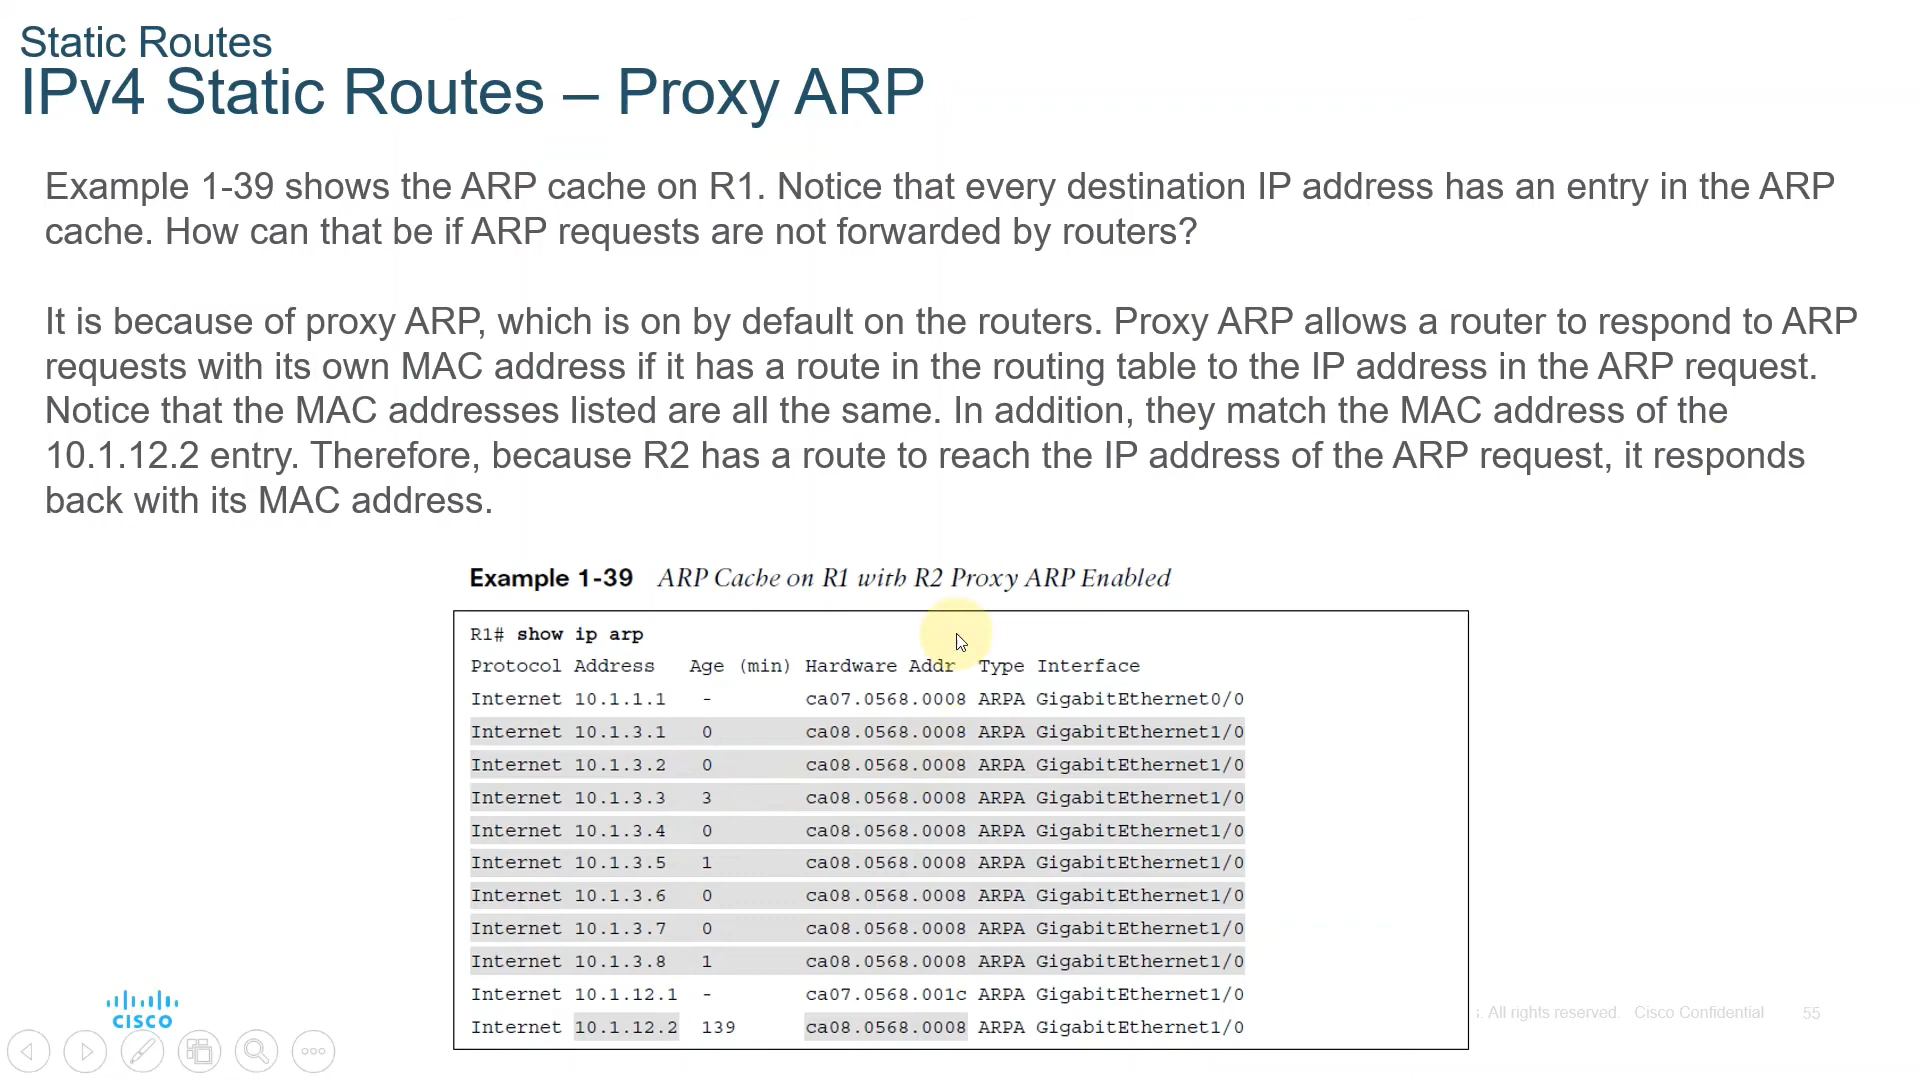 Static Routes
IPv4 Static Routes – Proxy ARP
Example 1-39 shows the ARP cache on R1. Notice that every destination IP address has an entry in the ARP
cache. How can that be if ARP requests are not forwarded by routers?
It is because of proxy ARP, which is on by default on the routers. Proxy ARP allows a router to respond to ARP
requests with its own MAC address if it has a route in the routing table to the IP address in the ARP request.
Notice that the MAC addresses listed are all the same. In addition, they match the MAC address of the
10.1.12.2 entry. Therefore, because R2 has a route to reach the IP address of the ARP request, it responds
back with its MAC address.
Example 1-39 ARP Cache on R1 with R2 Proxy ARP Enabled
R1# show ip arp
Protocol Address Age (min) Hardware Addr Type Interface
Internet 10.1.1.1 - ca07.0568.0008 ARPA GigabitEthernet0/0
Internet 10.1.3.1 0 ca08.0568.0008 ARPA GigabitEthernet1/0
Internet 10.1.3.2 0 ca08.0568.0008 ARPA GigabitEthernet1/0
Internet 10.1.3.3 3 ca08.0568.0008 ARPA GigabitEthernet1/0
Internet 10.1.3.4 0 ca08.0568.0008 ARPA GigabitEthernet1/0
Internet 10.1.3.5 1 ca08.0568.0008 ARPA GigabitEthernet1/0
Internet 10.1.3.6 0 ca08.0568.0008 ARPA GigabitEthernet1/0
Internet 10.1.3.7 0 ca08.0568.0008 ARPA GigabitEthernet1/0
Internet 10.1.3.8 1 ca08.0568.0008 ARPA GigabitEthernet1/0
Internet 10.1.12.1 - ca07.0568.001c ARPA GigabitEthernet1/0
Internet 10.1.12.2 139 ca08.0568.0008 ARPA GigabitEthernet1/0
CISCO
. All rights reserved. Cisco Confidential 55